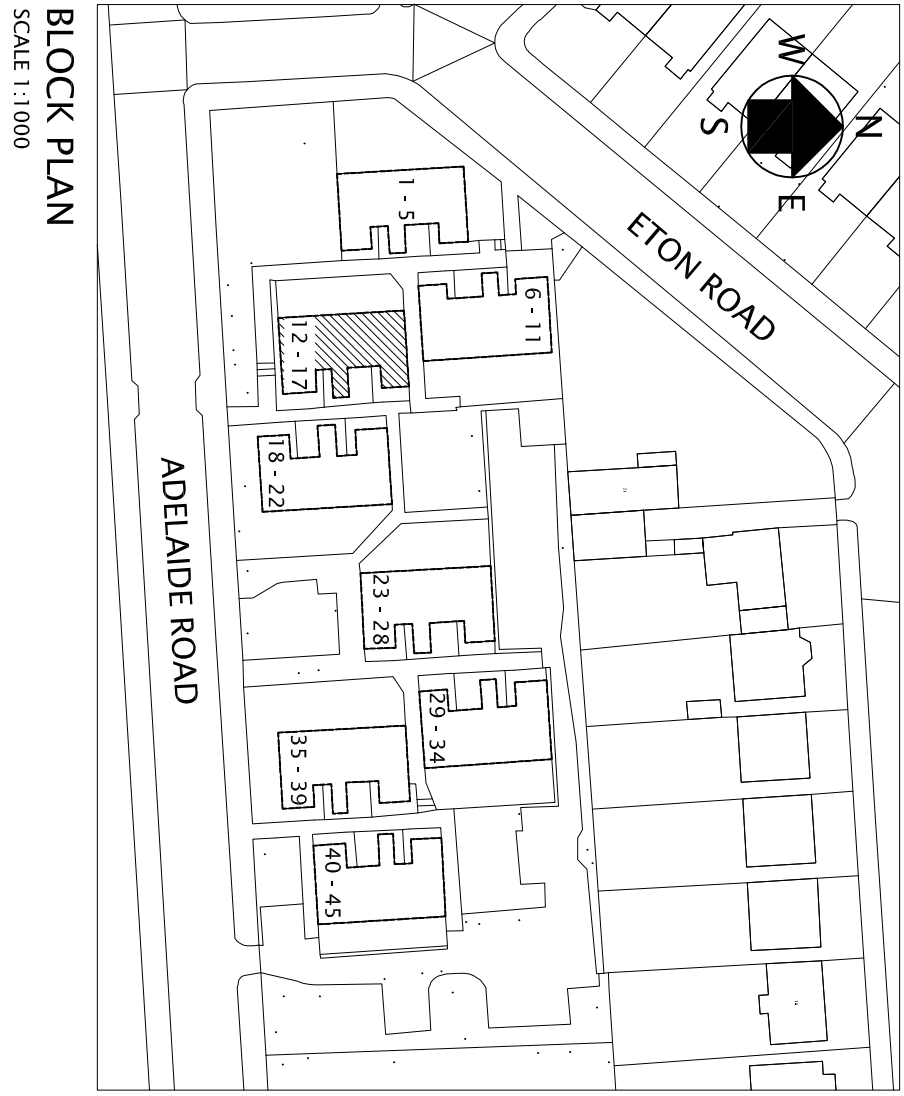 BLOCK PLAN
SCALE 1:1000
W
N
S
E
ETON ROAD
ADELAIDE ROAD
1 - 5
6 - 11
12 - 17
18 - 22
23 - 28
29 - 34
35 - 39
40 - 45